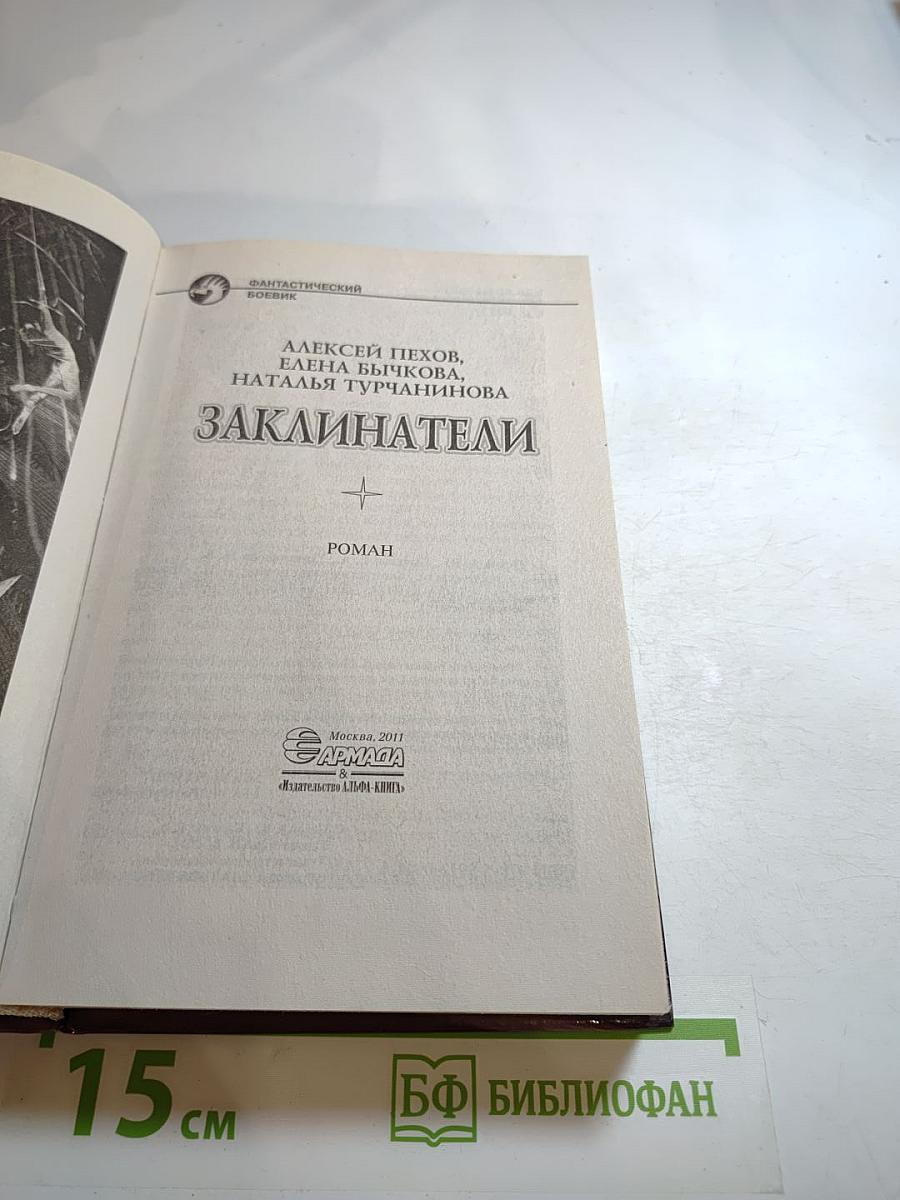 ФАНТАСТИЧЕСКИЙ
БОЕВИК
АЛЕКСЕЙ ПЕХОВ,
ЕЛЕНА БЫЧКОВА,
НАТАЛЬЯ ТУРЧАНИНОВА
ЗАКЛИНАТЕЛИ
РОМАН
Москва, 2011
АРМАДА
&
«Издательство АЛЬФА-КНИГА»
15 см
БФ БИБЛИОФАН